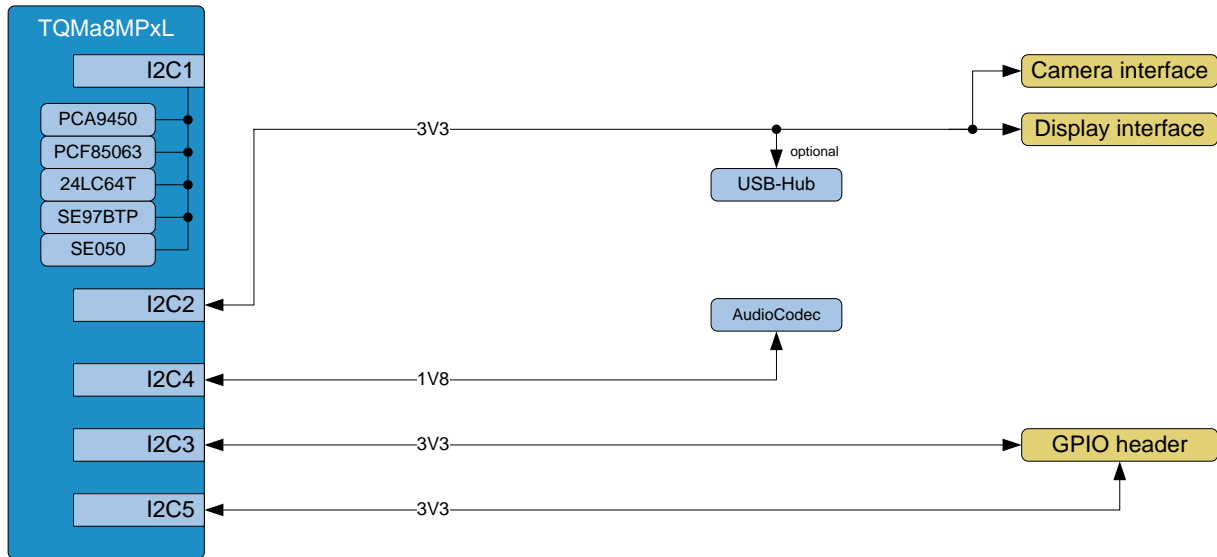 TQMa8MPxL
I2C1
Camera interface
PCA9450
3V3
Display interface
PCF85063
optional
24LC64T
USB-Hub
SE97BTP
SE050
I2C2
AudioCodec
I2C4
1V8
I2C3
3V3
GPIO header
I2C5
3V3